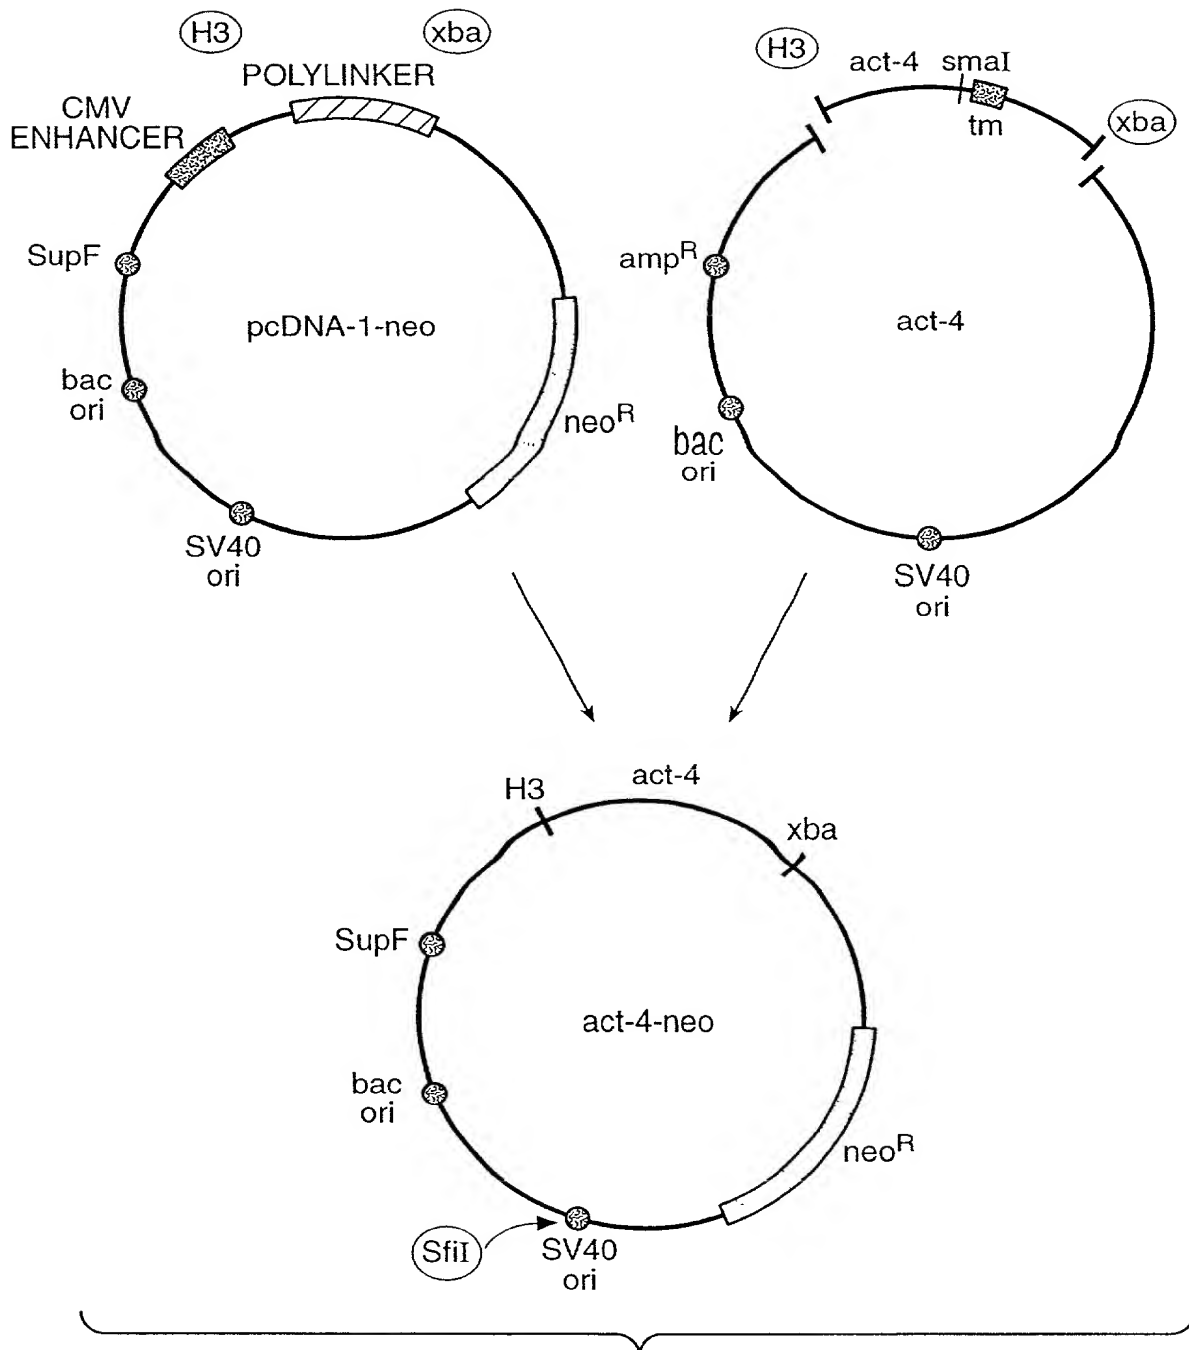 H3
xba
POLYLINKER
CMV
ENHANCER
SupF
pcDNA-1-neo
bac
ori
neoR
SV40
ori
H3
act-4
smaI
tm
xba
ampR
act-4
bac
ori
SV40
ori
H3
act-4
xba
SupF
act-4-neo
bac
ori
neoR
SfiI
SV40
ori